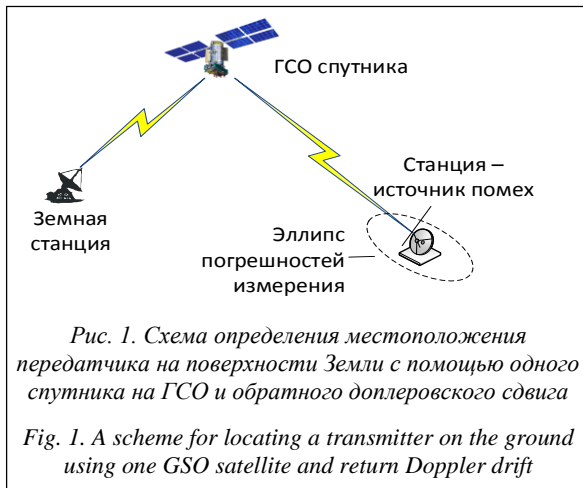 ГСО спутника
Земная
станция
Станция –
источник помех
Эллипс
погрешностей
измерения
Рис. 1. Схема определения местоположения
передатчика на поверхности Земли с помощью одного
спутника на ГСО и обратного доплеровского сдвига
Fig. 1. A scheme for locating a transmitter on the ground
using one GSO satellite and return Doppler drift